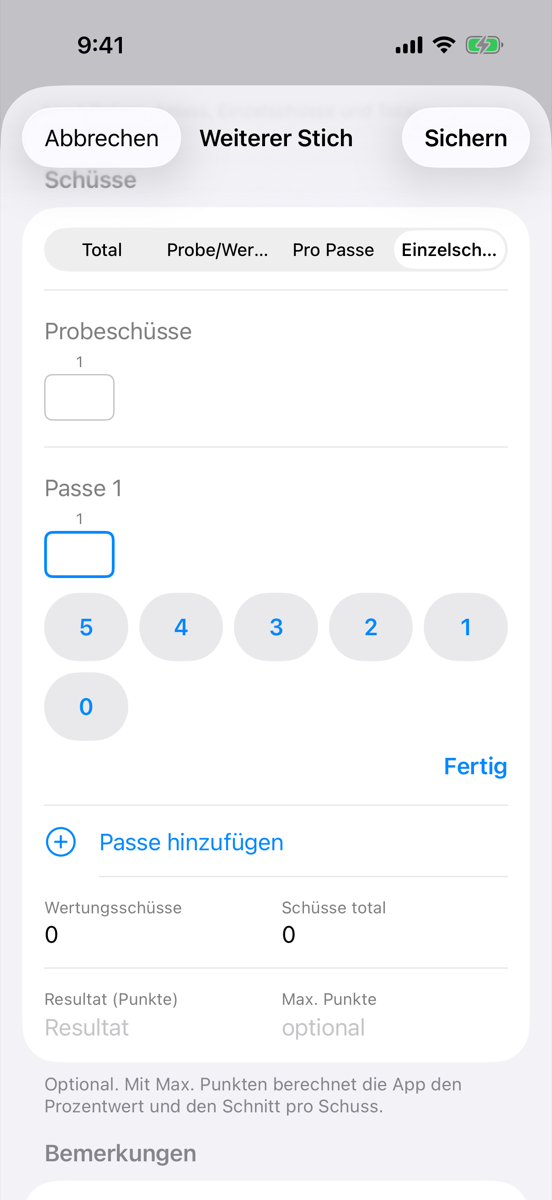 9:41
Abbrechen
Weiterer Stich
Sichern
Schüsse
Total
Probe/Wer...
Pro Passe
Einzelsch...
Probeschüsse
1
Passe 1
1
5
4
3
2
1
0
Fertig
Passe hinzufügen
Wertungsschüsse
Schüsse total
0
0
Resultat (Punkte)
Max. Punkte
Resultat
optional
Optional. Mit Max. Punkten berechnet die App den
Prozentwert und den Schnitt pro Schuss.
Bemerkungen